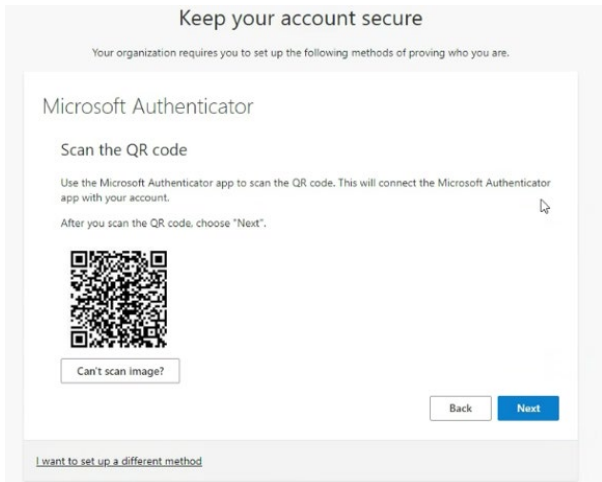 Keep your account secure
Your organization requires you to set up the following methods of proving who you are.
Microsoft Authenticator
Scan the QR code
Use the Microsoft Authenticator app to scan the QR code. This will connect the Microsoft Authenticator
app with your account.
After you scan the QR code, choose "Next".
Can't scan image?
Back Next
I want to set up a different method